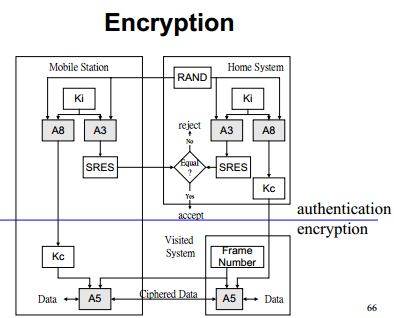 Encryption
Mobile Station
Home System
RAND
Ki
Ki
A8
A3
reject
No
A3
A8
SRES
Equal
?
SRES
Kc
Yes
accept
authentication
encryption
Visited
System
Kc
Frame
Number
Data
A5
Ciphered Data
A5
Data
66